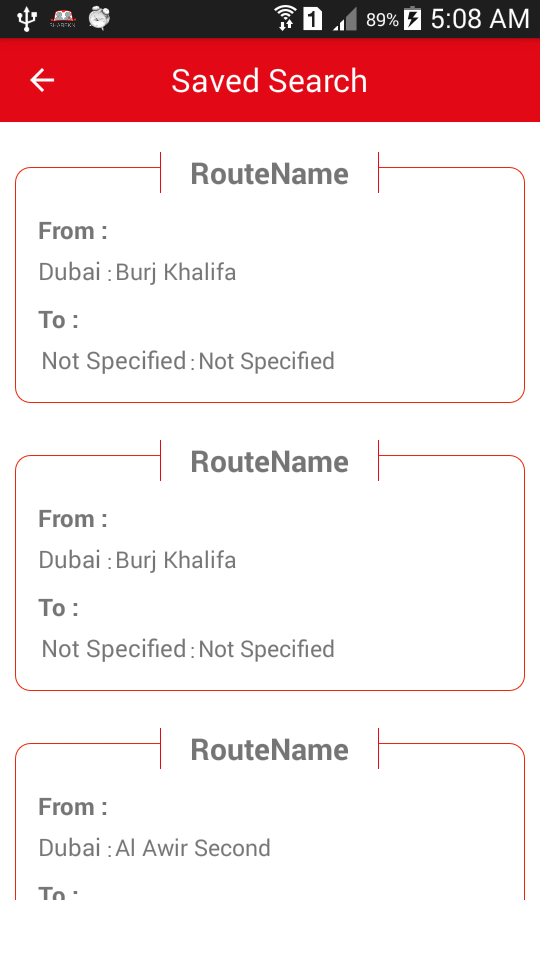 89% 5:08 AM
Saved Search
RouteName
From :
Dubai : Burj Khalifa
To :
Not Specified : Not Specified
RouteName
From :
Dubai : Burj Khalifa
To :
Not Specified : Not Specified
RouteName
From :
Dubai : Al Awir Second
To :